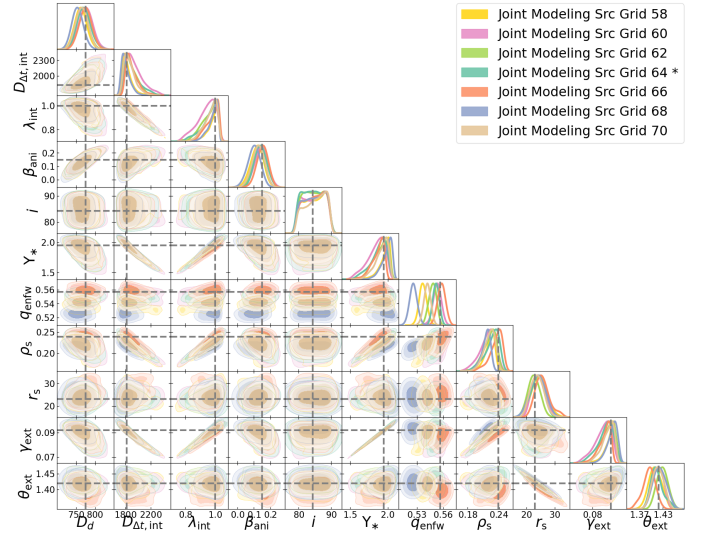 Joint Modeling Src Grid 58
Joint Modeling Src Grid 60
Joint Modeling Src Grid 62
Joint Modeling Src Grid 64 *
Joint Modeling Src Grid 66
Joint Modeling Src Grid 68
Joint Modeling Src Grid 70
D_{Δt, int} 2300 2000
λ_int 1.0 0.8
β_ani 0.2 0.1 0.0
i 90 80
Υ_* 2.0 1.5
q_enfw 0.56 0.54 0.52
ρ_s 0.25 0.20
r_s 30 20
γ_ext 0.09 0.07
θ_ext 1.45 1.40
750 800 1800 2200 0.8 1.0 0.0 0.1 0.2 80 90 1.5 2.0 0.53 0.56 0.18 0.24 20 30 0.08 1.37 1.43
D_d D_{Δt, int} λ_int β_ani i Υ_* q_enfw ρ_s r_s γ_ext θ_ext